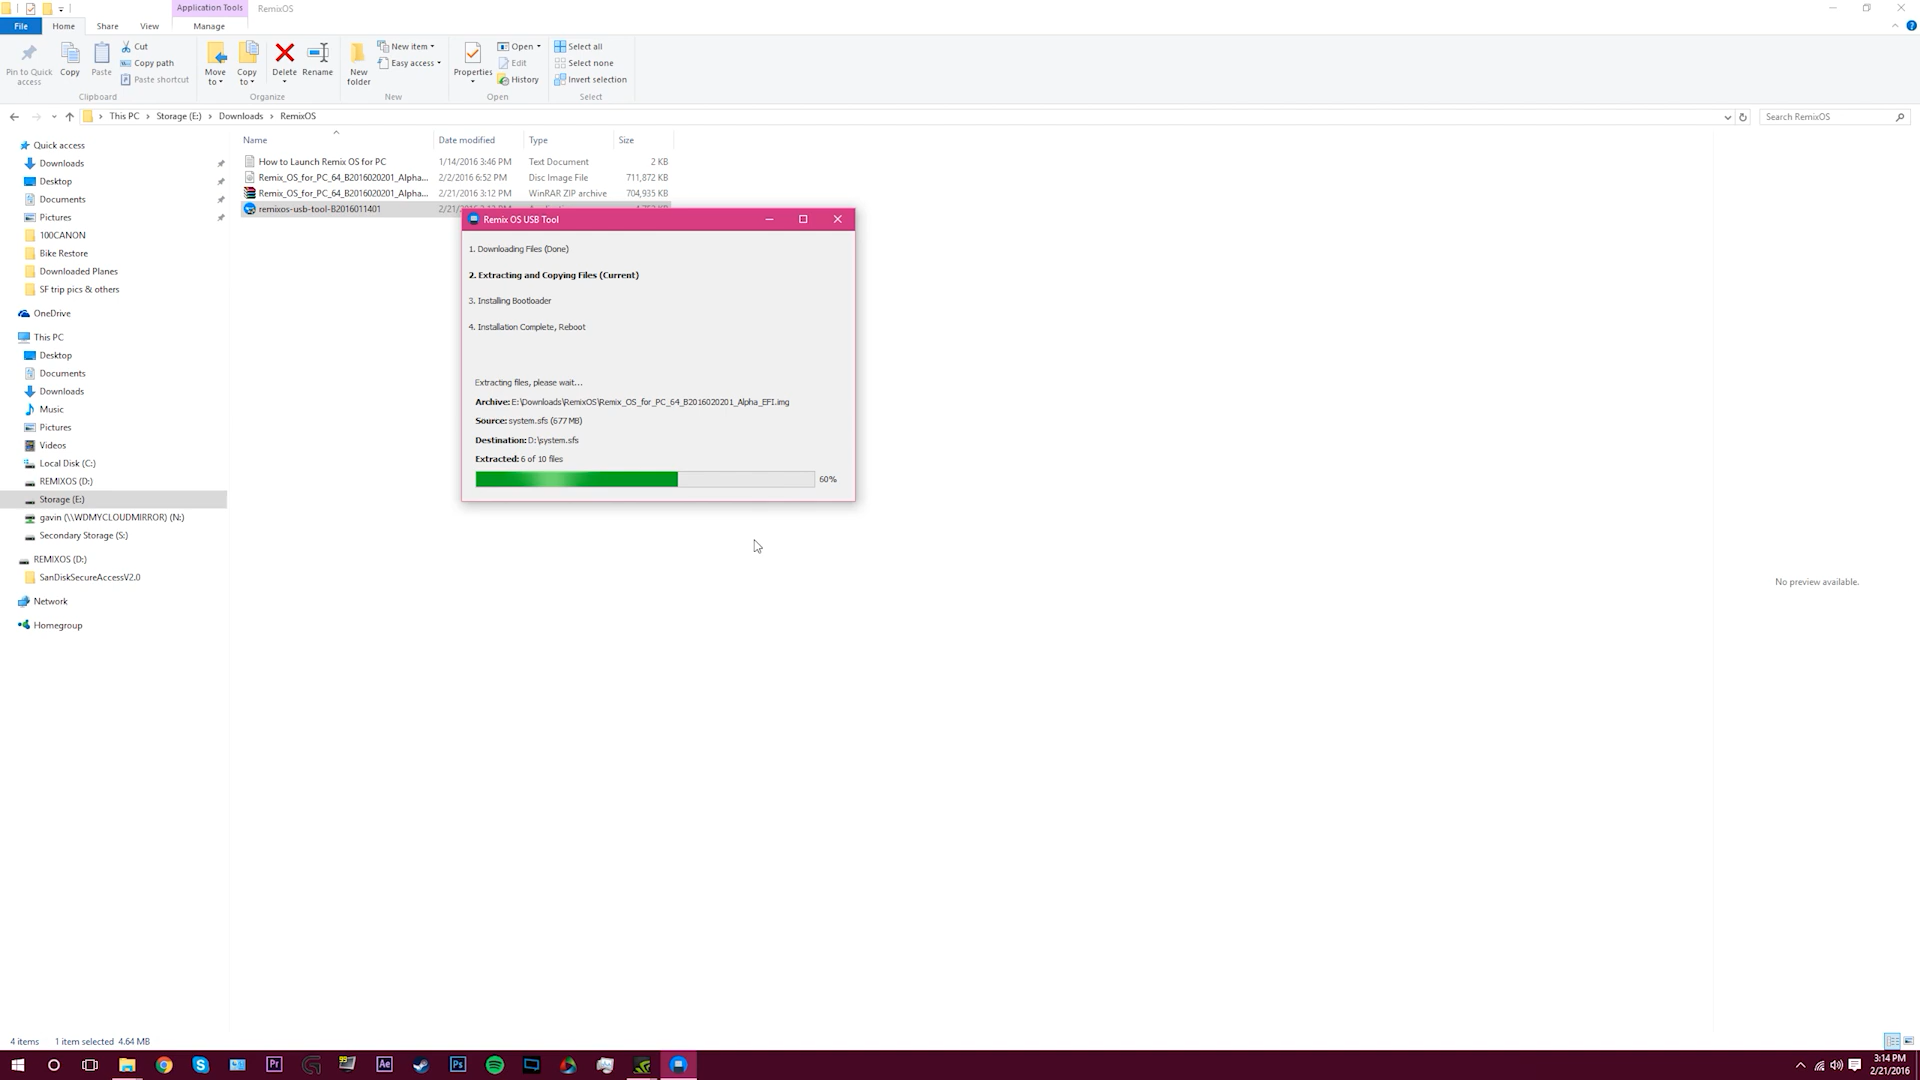 Application Tools
RemixOS
File
Home
Share
View
Manage
Pin to Quick access
Copy
Paste
Cut
Copy path
Paste shortcut
Clipboard
Move to
Copy to
Delete
Rename
Organize
New folder
New item
Easy access
New
Properties
Open
Edit
History
Open
Select all
Select none
Invert selection
Select
This PC > Storage (E:) > Downloads > RemixOS
Search RemixOS
Name
Date modified
Type
Size
How to Launch Remix OS for PC 1/14/2016 3:46 PM Text Document 2 KB
Remix_OS_for_PC_64_B2016020201_Alpha... 2/2/2016 6:52 PM Disc Image File 711,872 KB
Remix_OS_for_PC_64_B2016020201_Alpha... 2/21/2016 3:12 PM WinRAR ZIP archive 704,935 KB
remixos-usb-tool-B2016011401
Quick access
Downloads
Desktop
Documents
Pictures
100CANON
Bike Restore
Downloaded Planes
SF trip pics & others
OneDrive
This PC
Desktop
Documents
Downloads
Music
Pictures
Videos
Local Disk (C:)
REMIXOS (D:)
Storage (E:)
gavin (\\WDMYCLOUDMIRROR) (N:)
Secondary Storage (S:)
REMIXOS (D:)
SanDiskSecureAccessV2.0
Network
Homegroup
Remix OS USB Tool
1. Downloading Files (Done)
2. Extracting and Copying Files (Current)
3. Installing Bootloader
4. Installation Complete, Reboot
Extracting files, please wait...
Archive: E:\Downloads\RemixOS\Remix_OS_for_PC_64_B2016020201_Alpha_EFI.img
Source: system.sfs (677 MB)
Destination: D:\system.sfs
Extracted: 6 of 10 files
60%
No preview available.
4 items 1 item selected 4.64 MB
Pr
99
Ae
Ps
3:14 PM
2/21/2016